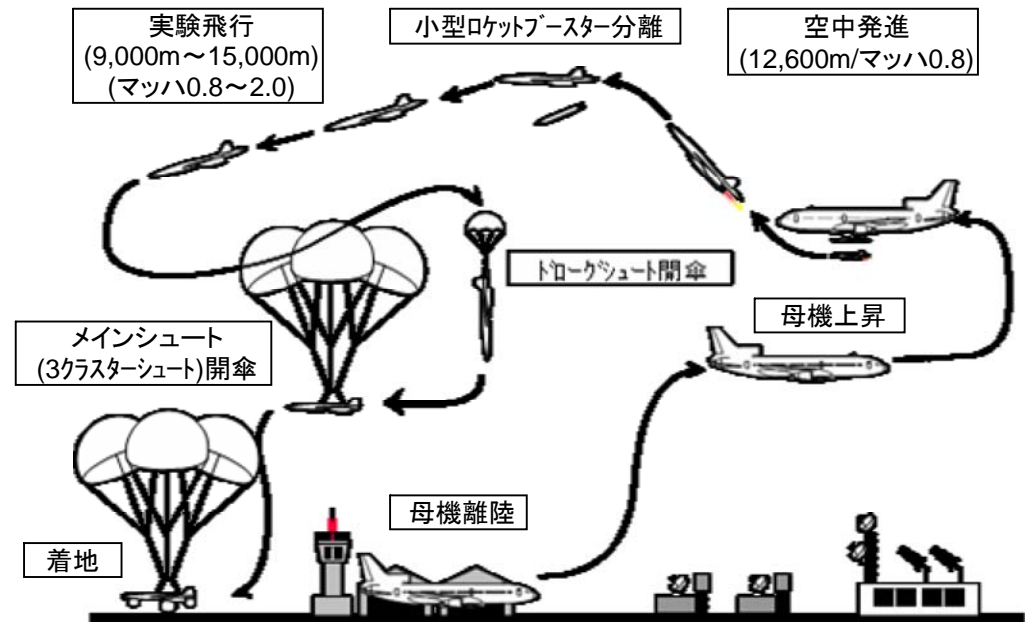 実験飛行
(9,000m～15,000m)
(マッハ0.8～2.0)
小型ロケットブースター分離
空中発進
(12,600m/マッハ0.8)
ドローグシュート開傘
母機上昇
メインシュート
(3クラスターシュート)開傘
母機離陸
着地